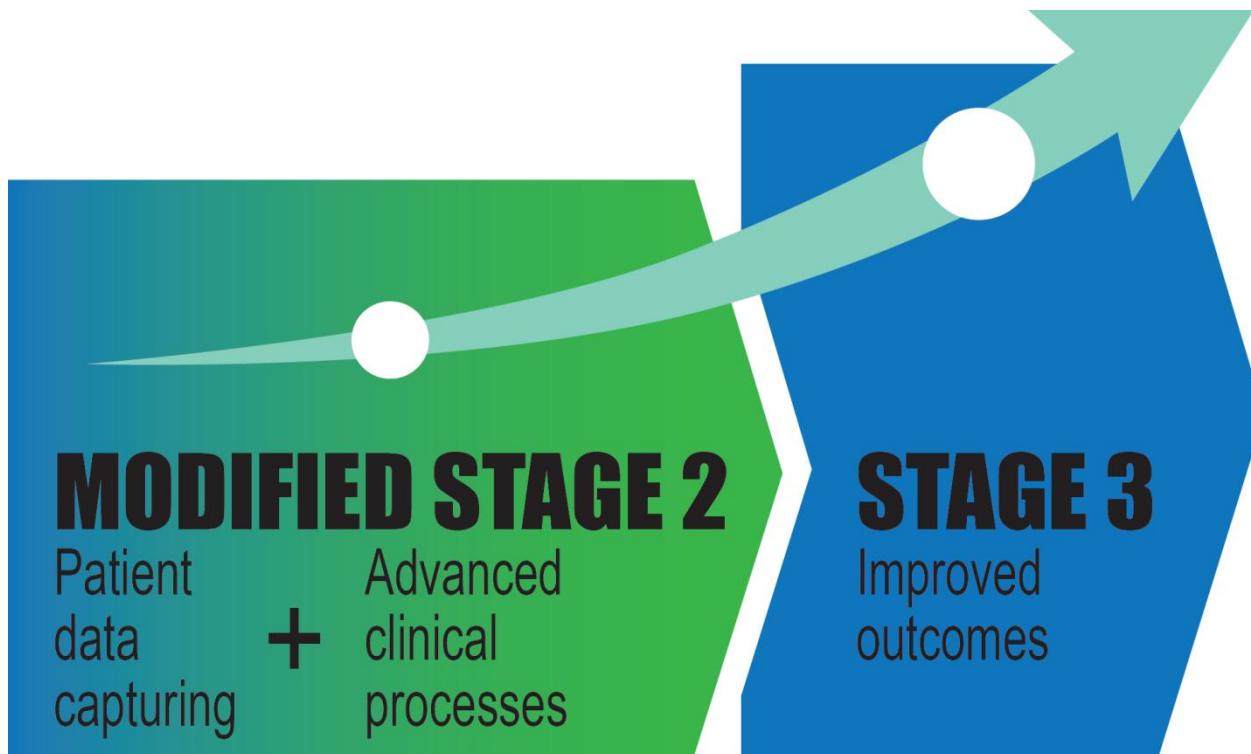 MODIFIED STAGE 2
Patient
data
capturing
+
Advanced
clinical
processes
STAGE 3
Improved
outcomes